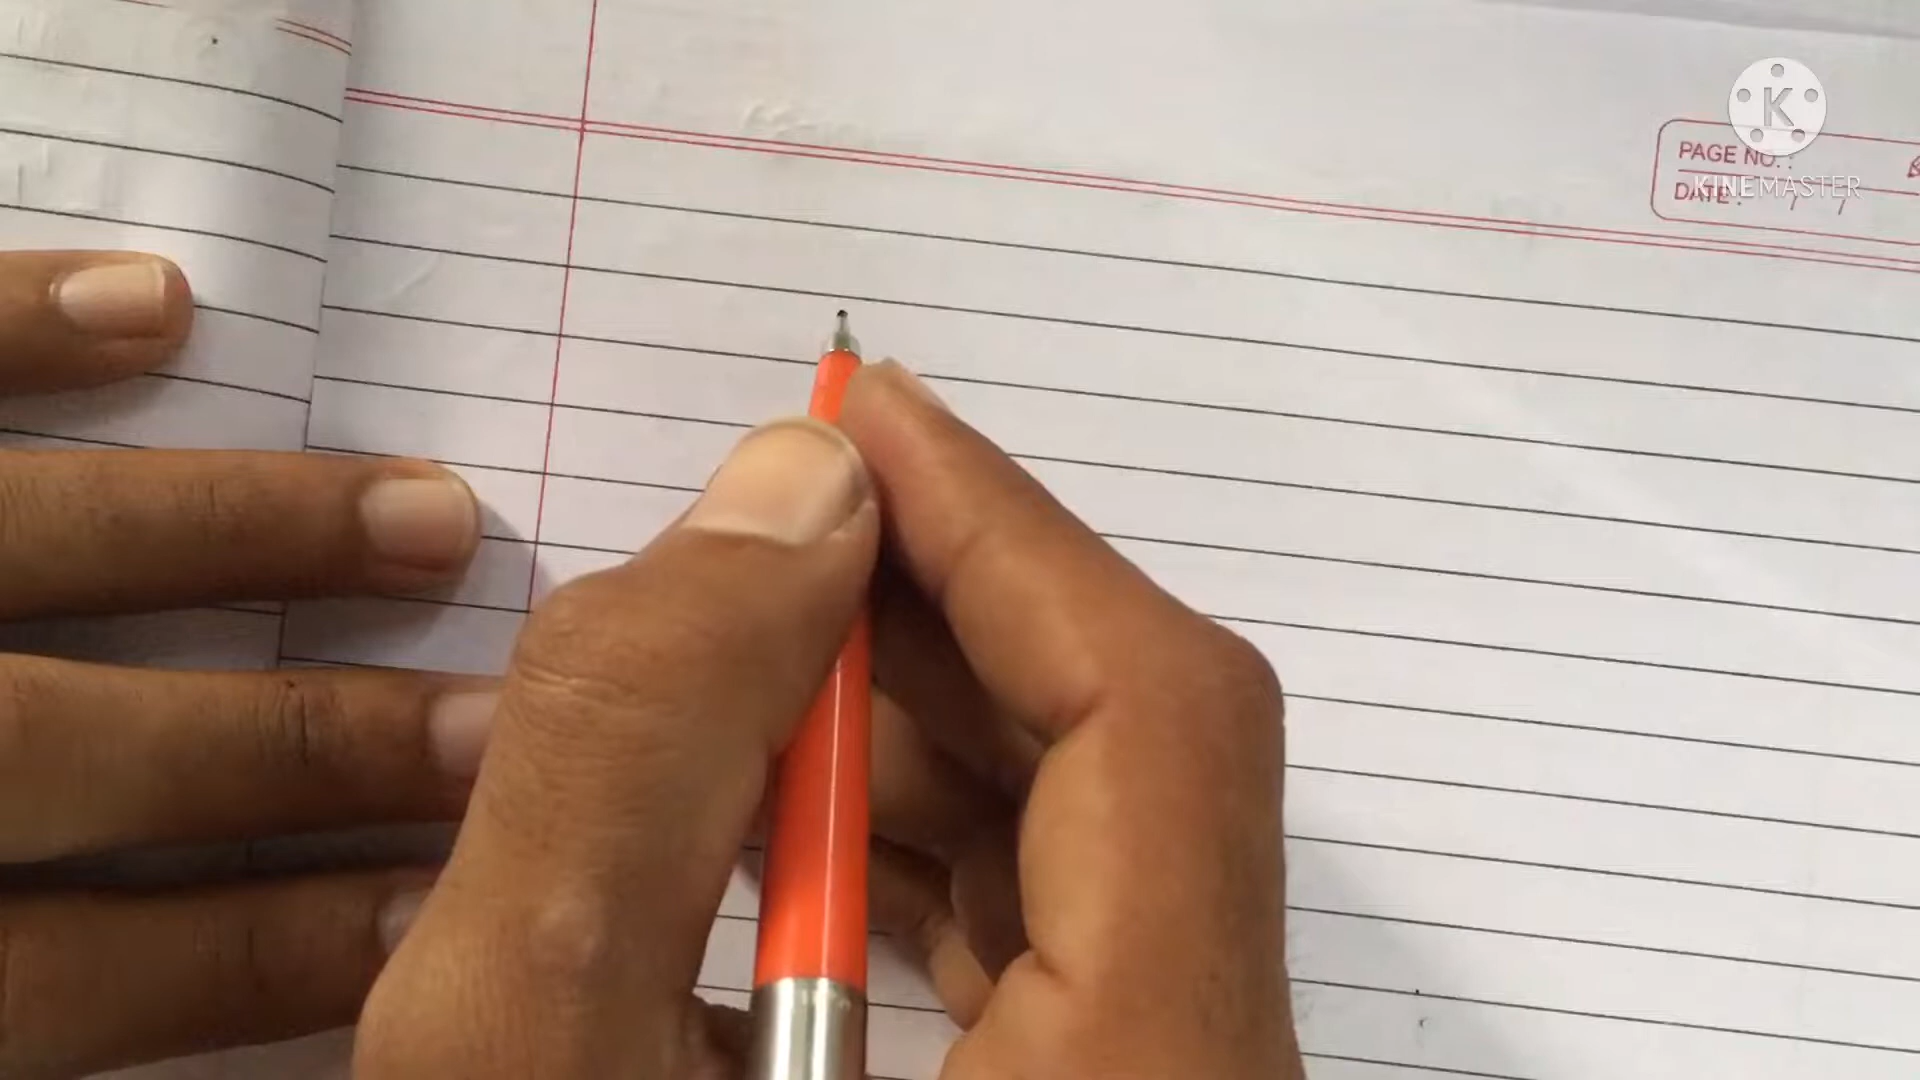 K
PAGE NO.:
KINEMASTER
DATE: / /